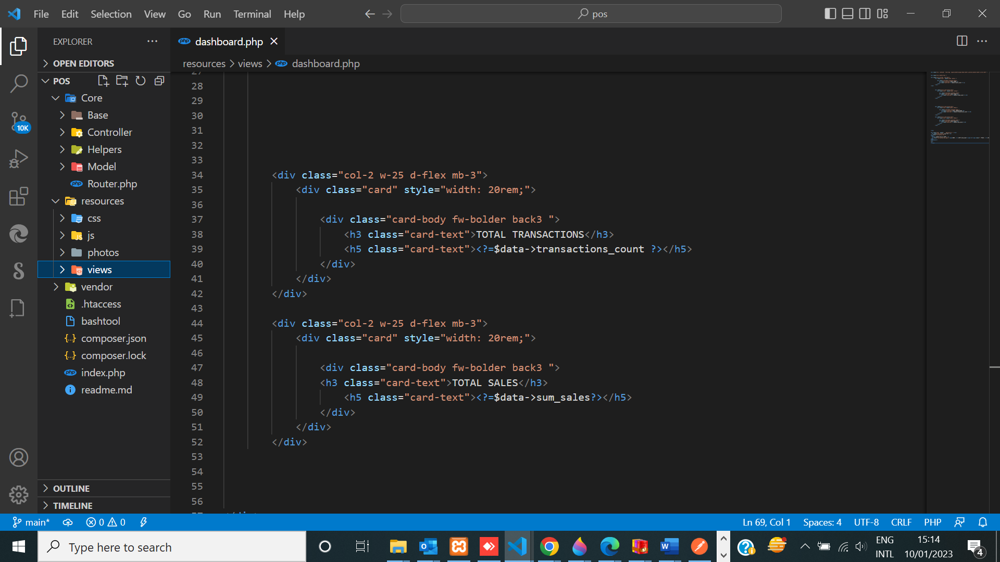 File Edit Selection View Go Run Terminal Help
pos
EXPLORER
dashboard.php
OPEN EDITORS
resources > views > dashboard.php
POS
Core
Base
Controller
Helpers
Model
Router.php
resources
css
js
photos
views
vendor
.htaccess
bashtool
composer.json
composer.lock
index.php
readme.md
OUTLINE
TIMELINE
10K
27
28
29
30
31
32
33
34 <div class="col-2 w-25 d-flex mb-3">
35 <div class="card" style="width: 20rem;">
36
37 <div class="card-body fw-bolder back3 ">
38 <h3 class="card-text">TOTAL TRANSACTIONS</h3>
39 <h5 class="card-text"><?=$data->transactions_count ?></h5>
40 </div>
41 </div>
42 </div>
43
44 <div class="col-2 w-25 d-flex mb-3">
45 <div class="card" style="width: 20rem;">
46
47 <div class="card-body fw-bolder back3 ">
48 <h3 class="card-text">TOTAL SALES</h3>
49 <h5 class="card-text"><?=$data->sum_sales?></h5>
50 </div>
51 </div>
52 </div>
53
54
55
56
main* 0 0
Ln 69, Col 1 Spaces: 4 UTF-8 CRLF PHP
Type here to search
ENG
INTL
15:14
10/01/2023
4